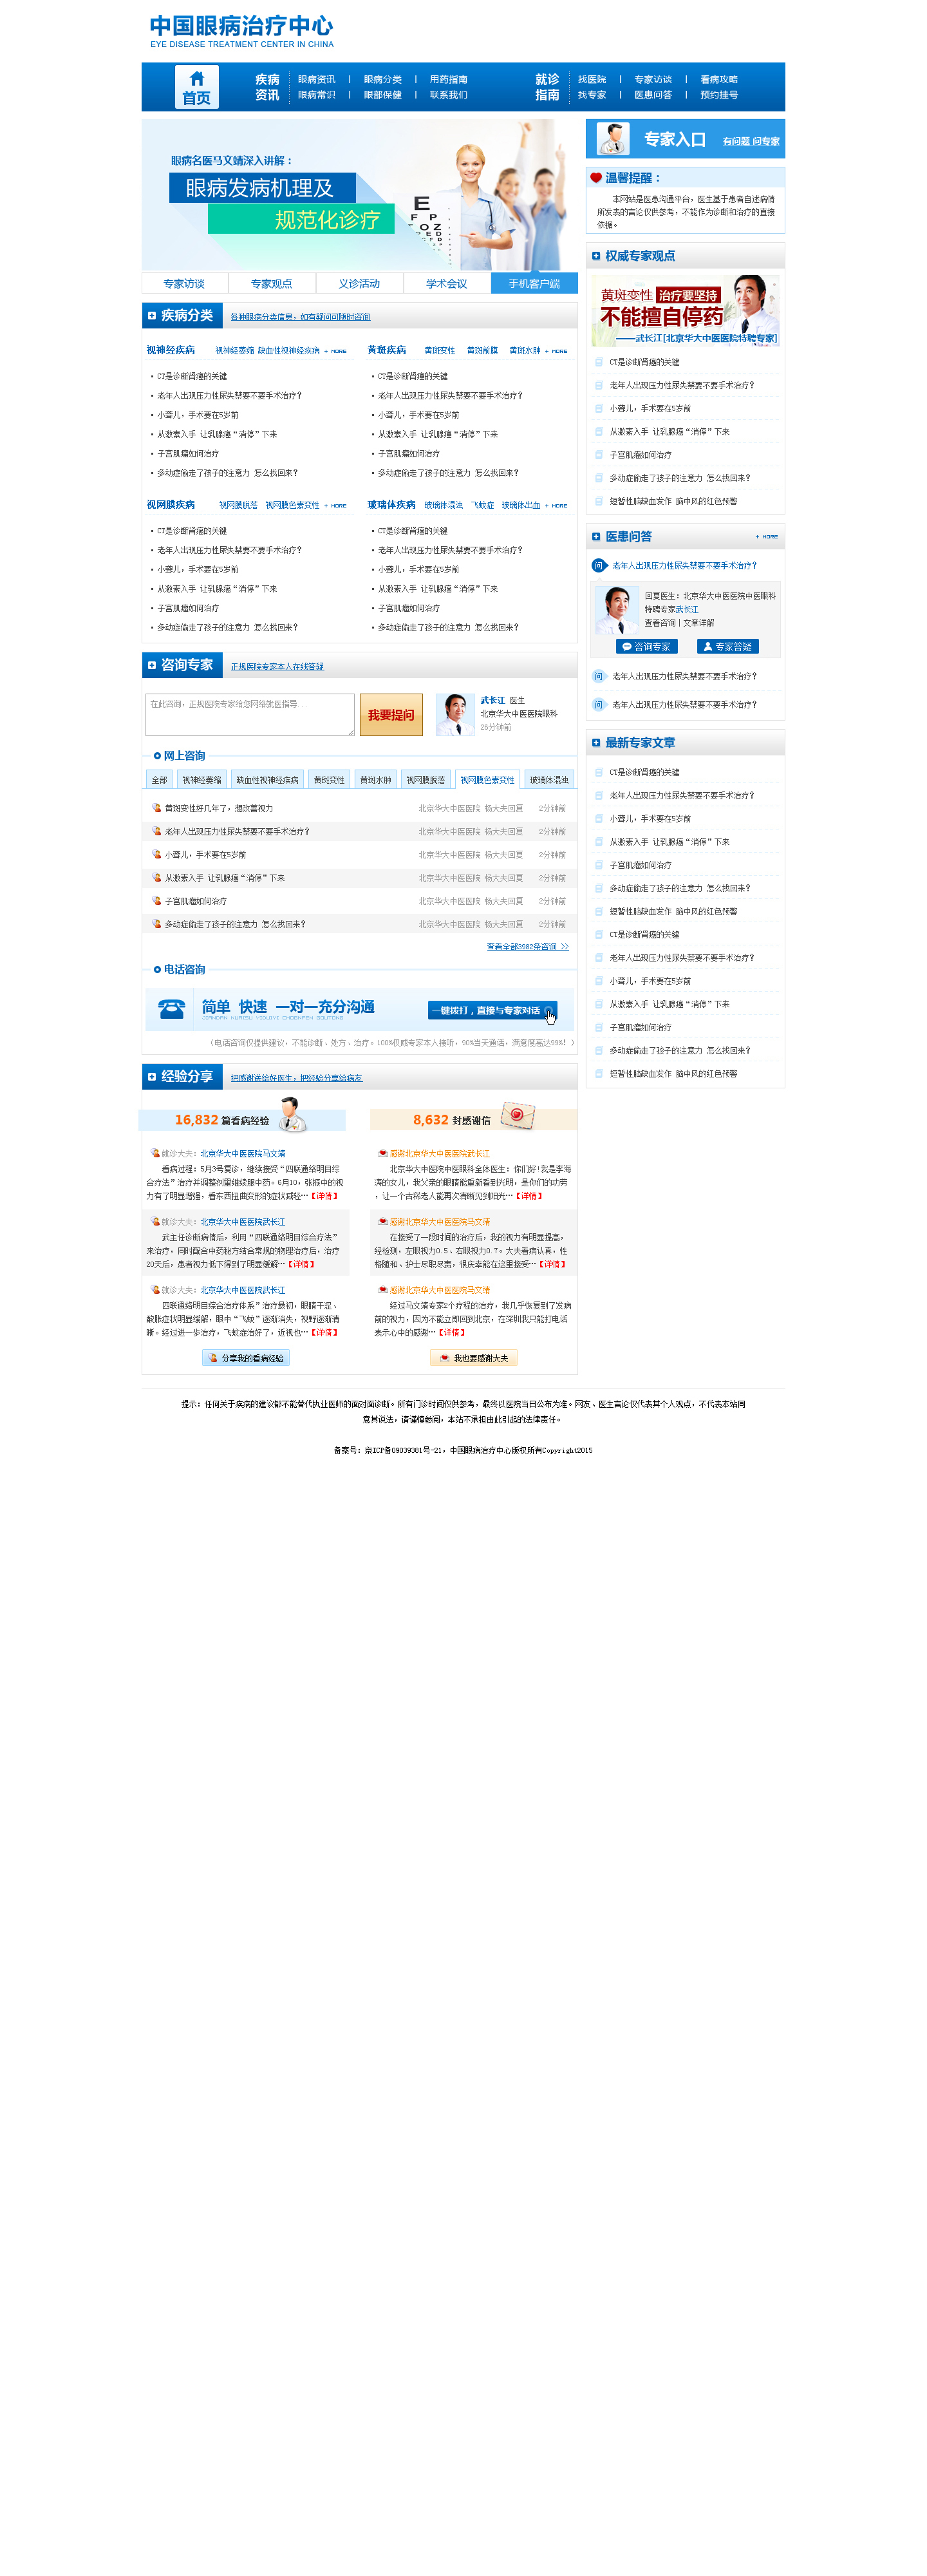 中国眼病治疗中心
EYE DISEASE TREATMENT CENTER IN CHINA
首页
疾病资讯
眼病资讯 | 眼病分类 | 用药指南
眼病常识 | 眼部保健 | 联系我们
就诊指南
找医院 | 专家访谈 | 看病攻略
找专家 | 医患问答 | 预约挂号
眼病名医马文靖深入讲解：
眼病发病机理及
规范化诊疗
E
F P
专家访谈 专家观点 义诊活动 学术会议 手机客户端
疾病分类 各种眼病分类信息，如有疑问可随时咨询
视神经疾病 视神经萎缩 缺血性视神经疾病 + MORE
• CT是诊断肾癌的关键
• 老年人出现压力性尿失禁要不要手术治疗？
• 小聋儿，手术要在5岁前
• 从激素入手 让乳腺癌“消停”下来
• 子宫肌瘤如何治疗
• 多动症偷走了孩子的注意力 怎么找回来？
黄斑疾病 黄斑变性 黄斑前膜 黄斑水肿 + MORE
• CT是诊断肾癌的关键
• 老年人出现压力性尿失禁要不要手术治疗？
• 小聋儿，手术要在5岁前
• 从激素入手 让乳腺癌“消停”下来
• 子宫肌瘤如何治疗
• 多动症偷走了孩子的注意力 怎么找回来？
视网膜疾病 视网膜脱落 视网膜色素变性 + MORE
• CT是诊断肾癌的关键
• 老年人出现压力性尿失禁要不要手术治疗？
• 小聋儿，手术要在5岁前
• 从激素入手 让乳腺癌“消停”下来
• 子宫肌瘤如何治疗
• 多动症偷走了孩子的注意力 怎么找回来？
玻璃体疾病 玻璃体混浊 飞蚊症 玻璃体出血 + MORE
• CT是诊断肾癌的关键
• 老年人出现压力性尿失禁要不要手术治疗？
• 小聋儿，手术要在5岁前
• 从激素入手 让乳腺癌“消停”下来
• 子宫肌瘤如何治疗
• 多动症偷走了孩子的注意力 怎么找回来？
咨询专家 正规医院专家本人在线答疑
在此咨询，正规医院专家给您网络就医指导...
我要提问
武长江 医生
北京华大中医医院眼科
26分钟前
网上咨询
全部 视神经萎缩 缺血性视神经疾病 黄斑变性 黄斑水肿 视网膜脱落 视网膜色素变性 玻璃体混浊
黄斑变性好几年了，想改善视力 北京华大中医医院 杨大夫回复 2分钟前
老年人出现压力性尿失禁要不要手术治疗？ 北京华大中医医院 杨大夫回复 2分钟前
小聋儿，手术要在5岁前 北京华大中医医院 杨大夫回复 2分钟前
从激素入手 让乳腺癌“消停”下来 北京华大中医医院 杨大夫回复 2分钟前
子宫肌瘤如何治疗 北京华大中医医院 杨大夫回复 2分钟前
多动症偷走了孩子的注意力 怎么找回来？ 北京华大中医医院 杨大夫回复 2分钟前
查看全部3982条咨询 >>
电话咨询
简单 快速 一对一充分沟通
一键拨打，直接与专家对话
（电话咨询仅提供建议，不能诊断、处方、治疗。100%权威专家本人接听，90%当天通话，满意度高达99%！）
经验分享 把感谢送给好医生，把经验分享给病友
16,832 篇看病经验
就诊大夫：北京华大中医医院马文靖
看病过程：5月3号复诊，继续接受“四联通络明目综
合疗法”治疗并调整剂量继续服中药。6月10，张振中的视
力有了明显增强，看东西扭曲变形的症状减轻…【详情】
就诊大夫：北京华大中医医院武长江
武主任诊断病情后，利用“四联通络明目综合疗法”
来治疗，同时配合中药秘方结合常规的物理治疗后，治疗
20天后，患者视力低下得到了明显缓解…【详情】
就诊大夫：北京华大中医医院武长江
四联通络明目综合治疗体系”治疗最初，眼睛干涩、
酸胀症状明显缓解，眼中“飞蚊”逐渐消失，视野逐渐清
晰。经过进一步治疗，飞蚊症治好了，近视也…【详情】
分享我的看病经验
8,632 封感谢信
感谢北京华大中医医院武长江
北京华大中医院中医眼科全体医生：你们好!我是李海
涛的女儿，我父亲的眼睛能重新看到光明，是你们的功劳
，让一个古稀老人能再次清晰见到阳光…【详情】
感谢北京华大中医医院马文靖
在接受了一段时间的治疗后，我的视力有明显提高，
经检测，左眼视力0.5、右眼视力0.7。大夫看病认真，性
格随和、护士尽职尽责，很庆幸能在这里接受…【详情】
感谢北京华大中医医院马文靖
经过马文靖专家2个疗程的治疗，我几乎恢复到了发病
前的视力，因为不能立即回到北京，在深圳我只能打电话
表示心中的感谢…【详情】
我也要感谢大夫
专家入口 有问题 问专家
温馨提醒：
本网站是医患沟通平台，医生基于患者自述病情
所发表的言论仅供参考，不能作为诊断和治疗的直接
依据。
权威专家观点
黄斑变性 治疗要坚持
不能擅自停药
——武长江[北京华大中医医院特聘专家]
CT是诊断肾癌的关键
老年人出现压力性尿失禁要不要手术治疗？
小聋儿，手术要在5岁前
从激素入手 让乳腺癌“消停”下来
子宫肌瘤如何治疗
多动症偷走了孩子的注意力 怎么找回来？
短暂性脑缺血发作 脑中风的红色预警
医患问答 + MORE
问 老年人出现压力性尿失禁要不要手术治疗？
回复医生：北京华大中医医院中医眼科
特聘专家武长江
查看咨询 | 文章详解
咨询专家 专家答疑
问 老年人出现压力性尿失禁要不要手术治疗？
问 老年人出现压力性尿失禁要不要手术治疗？
最新专家文章
CT是诊断肾癌的关键
老年人出现压力性尿失禁要不要手术治疗？
小聋儿，手术要在5岁前
从激素入手 让乳腺癌“消停”下来
子宫肌瘤如何治疗
多动症偷走了孩子的注意力 怎么找回来？
短暂性脑缺血发作 脑中风的红色预警
CT是诊断肾癌的关键
老年人出现压力性尿失禁要不要手术治疗？
小聋儿，手术要在5岁前
从激素入手 让乳腺癌“消停”下来
子宫肌瘤如何治疗
多动症偷走了孩子的注意力 怎么找回来？
短暂性脑缺血发作 脑中风的红色预警
提示：任何关于疾病的建议都不能替代执业医师的面对面诊断。所有门诊时间仅供参考，最终以医院当日公布为准。网友、医生言论仅代表其个人观点，不代表本站同
意其说法，请谨慎参阅，本站不承担由此引起的法律责任。
备案号：京ICP备09039381号-21，中国眼病治疗中心版权所有Copyright2015